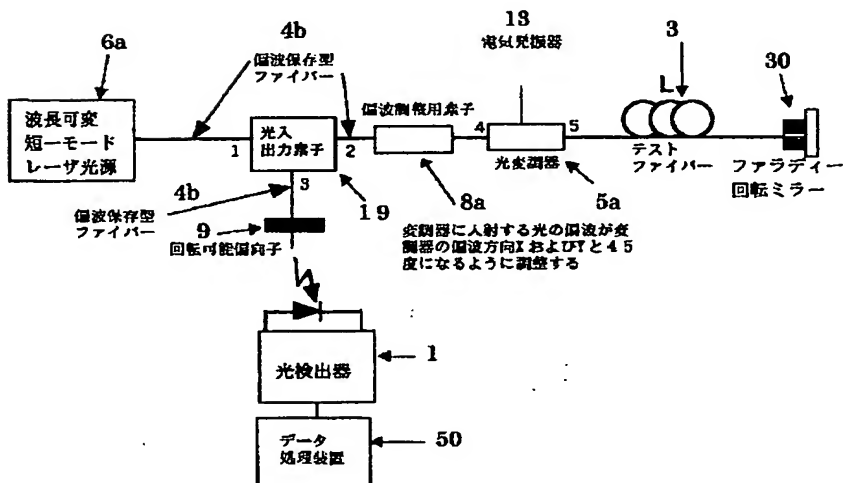 6a
4b
偏波保存型
ファイバー
13
電気発振器
3
L
30
波長可変
短一モード
レーザ光源
光入
出力素子
1
2
3
偏波制御用素子
4
光変調器
5
テスト
ファイバー
ファラディー
回転ミラー
4b
偏波保存型
ファイバー
19
8a
5a
9
回転可能偏向子
変調器に入射する光の偏波が変
調器の偏波方向XおよびYと45
度になるように調整する
光検出器
1
データ
処理装置
50